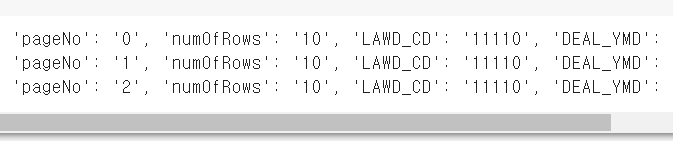 'pageNo': '0', 'numOfRows': '10', 'LAWD_CD': '11110', 'DEAL_YMD':
'pageNo': '1', 'numOfRows': '10', 'LAWD_CD': '11110', 'DEAL_YMD':
'pageNo': '2', 'numOfRows': '10', 'LAWD_CD': '11110', 'DEAL_YMD':